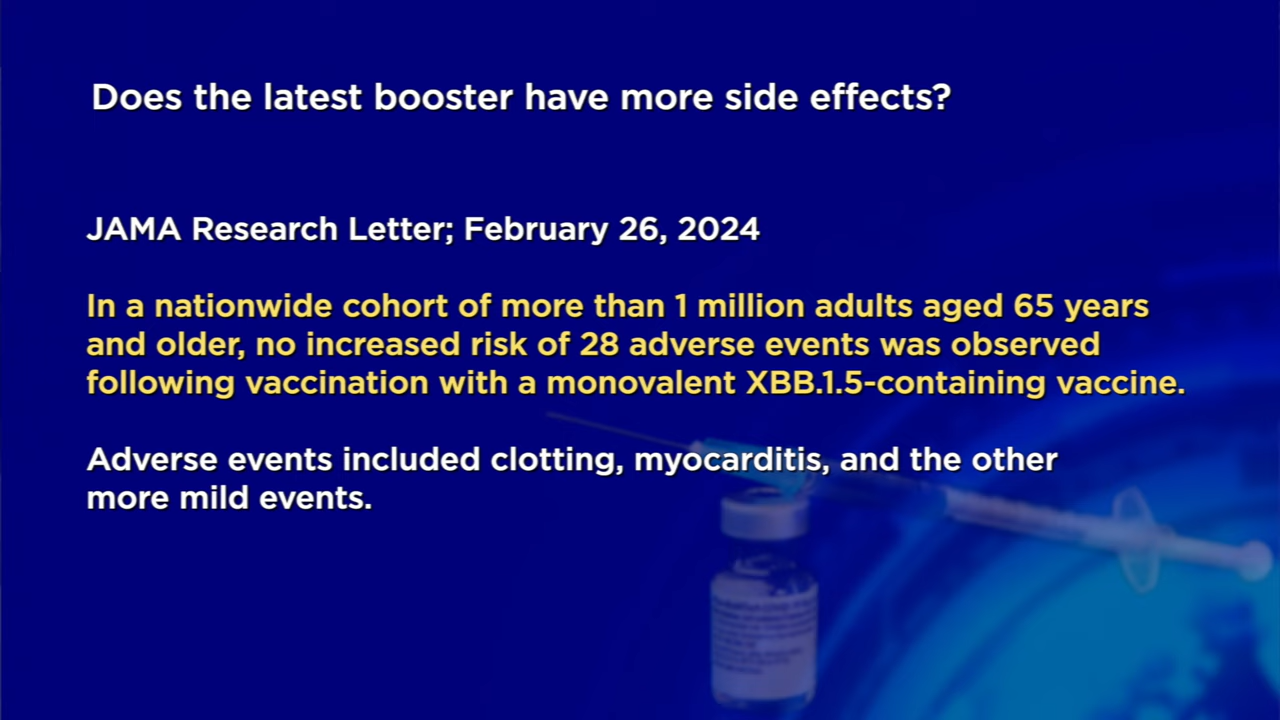 Does the latest booster have more side effects?
JAMA Research Letter; February 26, 2024
In a nationwide cohort of more than 1 million adults aged 65 years
and older, no increased risk of 28 adverse events was observed
following vaccination with a monovalent XBB.1.5-containing vaccine.
Adverse events included clotting, myocarditis, and the other
more mild events.